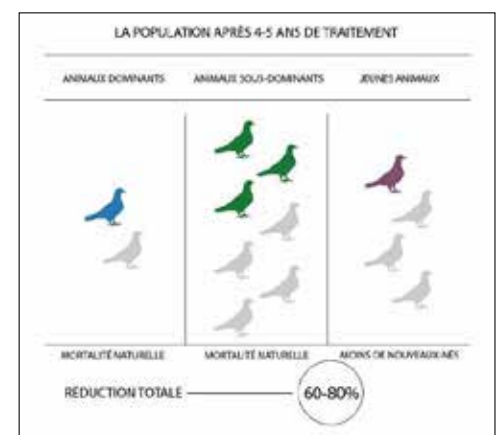 LA POPULATION APRÈS 4-5 ANS DE TRAITEMENT
ANIMAUX DOMINANTS ANIMAUX SOUS-DOMINANTS JEUNES ANIMAUX
MORTALITÉ NATURELLE MORTALITÉ NATURELLE MOINS DE NOUVEAUX-NÉS
RÉDUCTION TOTALE 60-80%